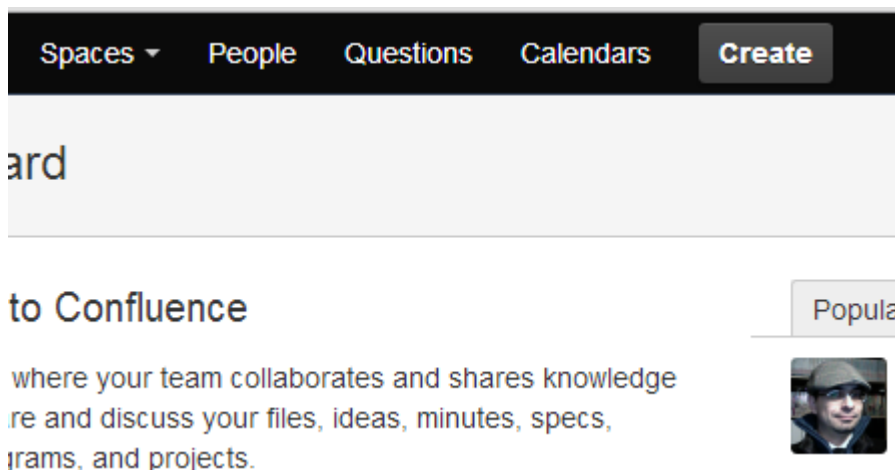 Spaces People Questions Calendars Create
ard
to Confluence
Popula
where your team collaborates and shares knowledge
re and discuss your files, ideas, minutes, specs,
grams, and projects.